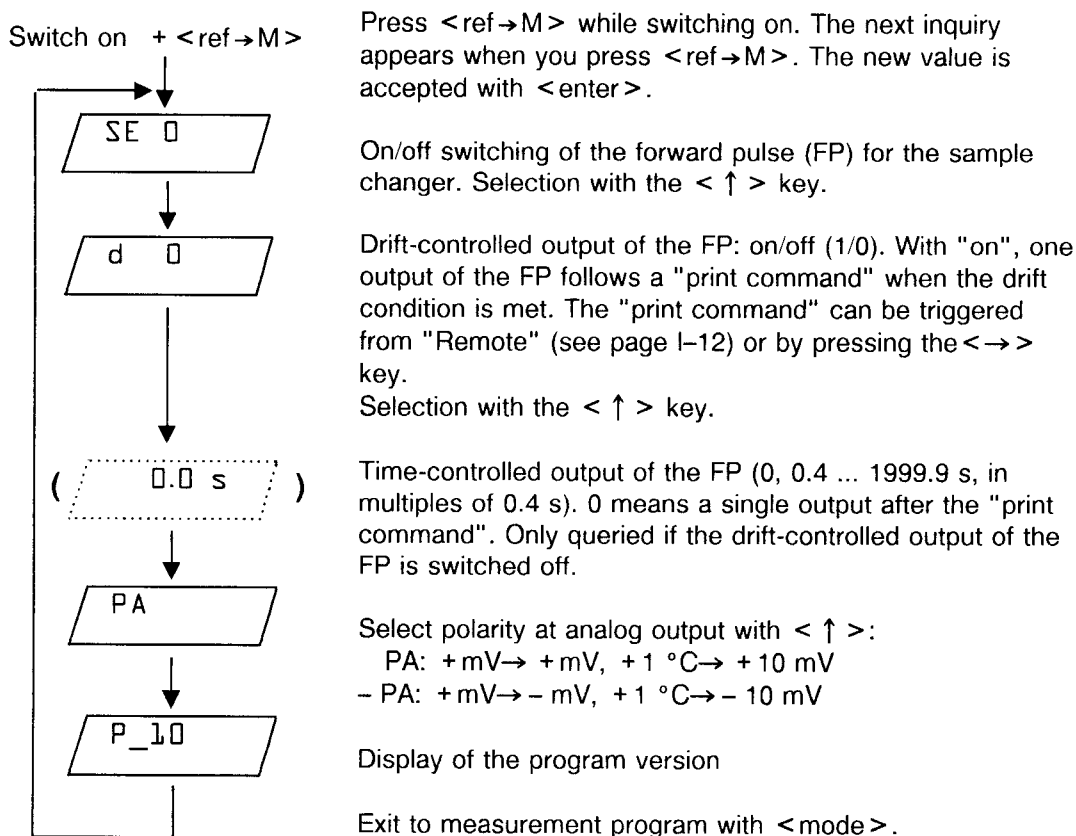 Switch on + <ref→M>
Press <ref→M> while switching on. The next inquiry
appears when you press <ref→M>. The new value is
accepted with <enter>.
SE 0
On/off switching of the forward pulse (FP) for the sample
changer. Selection with the < ↑ > key.
d 0
Drift-controlled output of the FP: on/off (1/0). With "on", one
output of the FP follows a "print command" when the drift
condition is met. The "print command" can be triggered
from "Remote" (see page I–12) or by pressing the <→>
key.
Selection with the < ↑ > key.
( 0.0 s )
Time-controlled output of the FP (0, 0.4 ... 1999.9 s, in
multiples of 0.4 s). 0 means a single output after the "print
command". Only queried if the drift-controlled output of the
FP is switched off.
PA
Select polarity at analog output with < ↑ >:
PA: +mV→ +mV, +1 °C→ +10 mV
– PA: +mV→ – mV, +1 °C→ – 10 mV
P_10
Display of the program version
Exit to measurement program with <mode>.